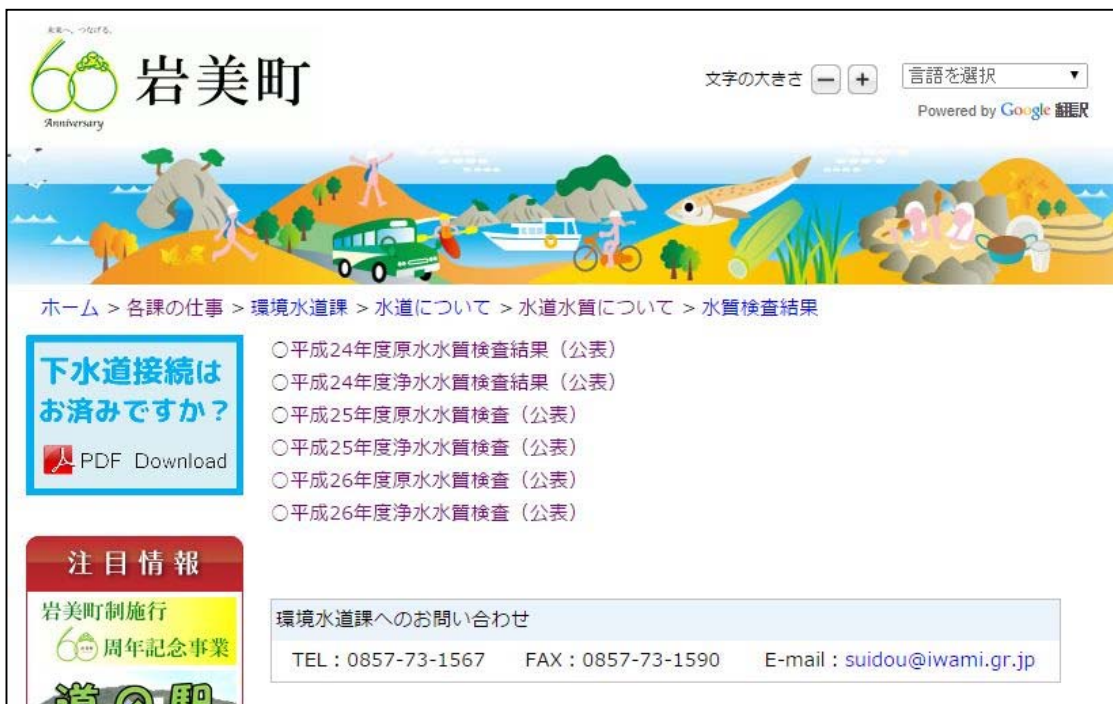 未来へ、つなげる。
60
Anniversary
岩美町
文字の大きさ － ＋ 言語を選択 ▼
Powered by Google 翻訳
ホーム > 各課の仕事 > 環境水道課 > 水道について > 水道水質について > 水質検査結果
下水道接続は
お済みですか？
PDF Download
○平成24年度原水水質検査結果（公表）
○平成24年度浄水水質検査結果（公表）
○平成25年度原水水質検査（公表）
○平成25年度浄水水質検査（公表）
○平成26年度原水水質検査（公表）
○平成26年度浄水水質検査（公表）
注目情報
岩美町制施行
60周年記念事業
道の駅
環境水道課へのお問い合わせ
TEL：0857-73-1567 FAX：0857-73-1590 E-mail：suidou@iwami.gr.jp